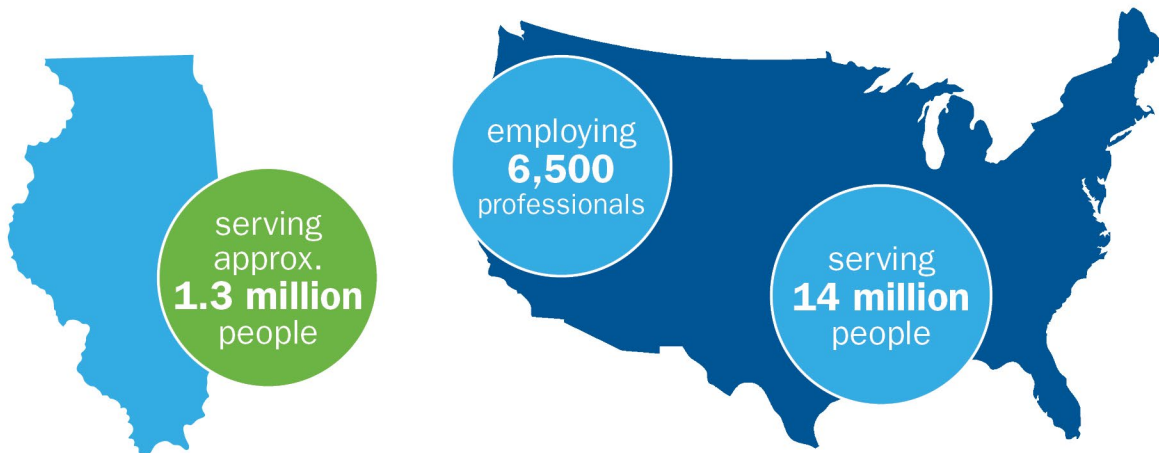 serving
approx.
1.3 million
people
employing
6,500
professionals
serving
14 million
people